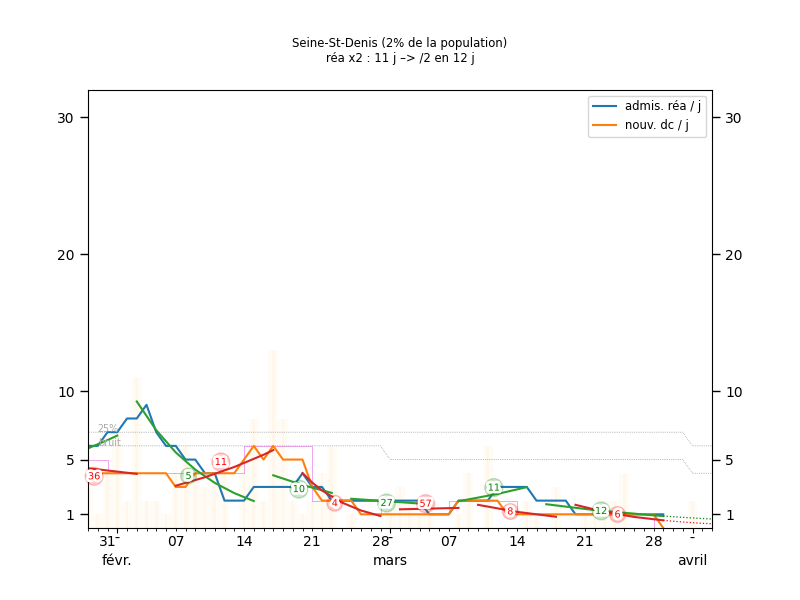 Seine-St-Denis (2% de la population)
réa x2 : 11 j –> /2 en 12 j
admis. réa / j
nouv. dc / j
30 30
20 20
10 10
25%
bruit
5 5
11
5
36
10
11
4 27 57
8 12 6
1 1
31 07 14 21 28 07 14 21 28
févr. mars avril